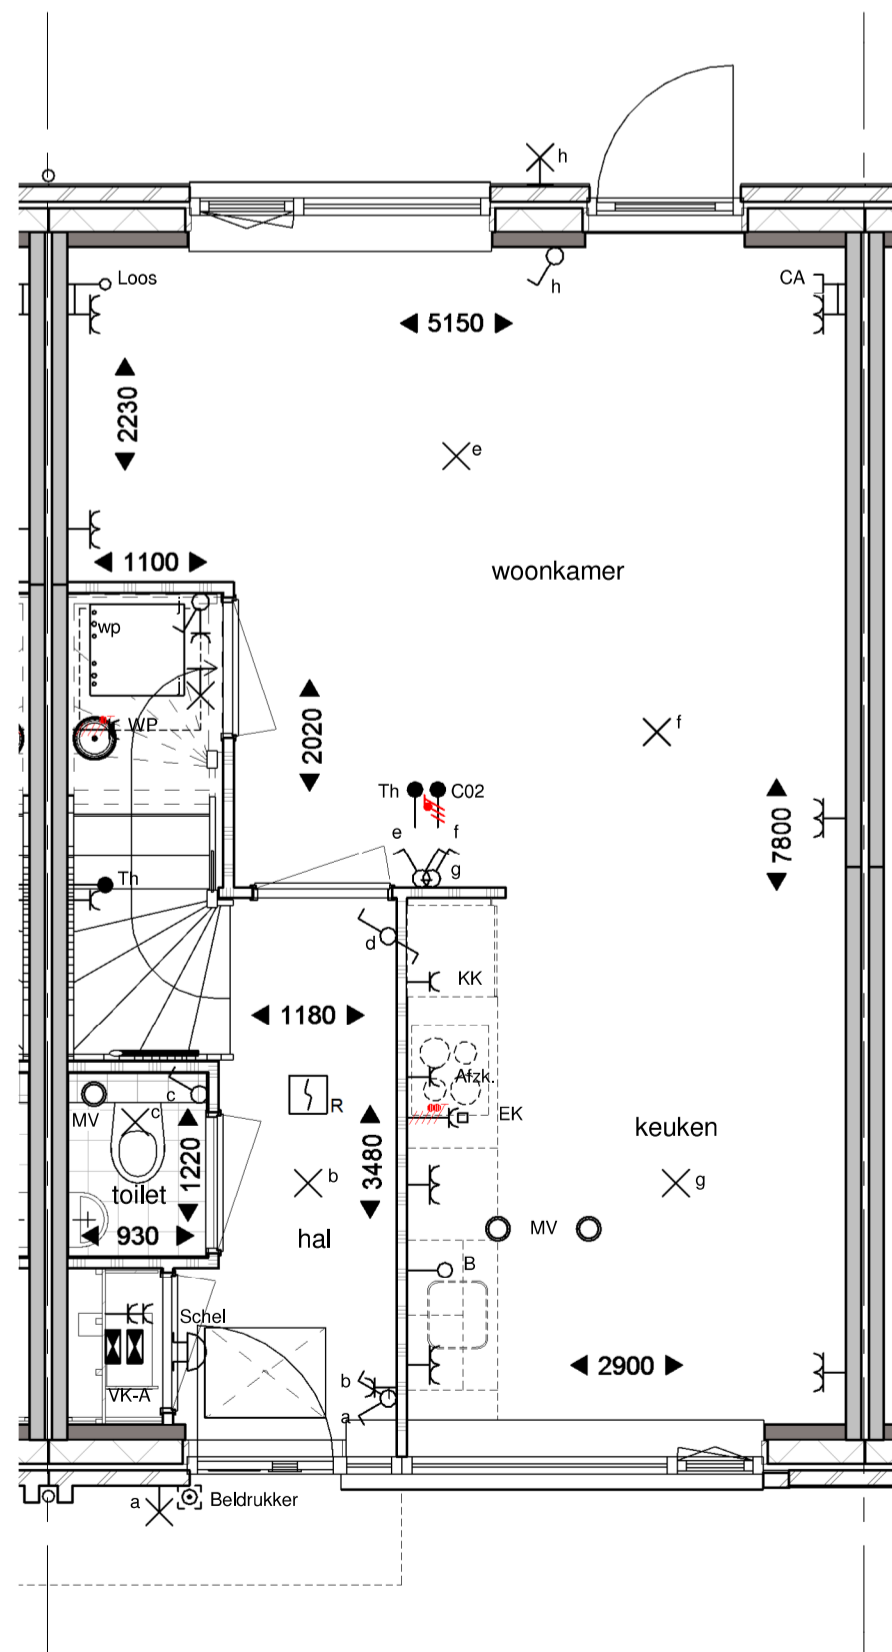 h
Loos
h
CA
5150
2230
e
1100
woonkamer
j
wp
j
WP
f
2020
Th
C02
7800
e
f
g
Th
d
KK
1180
Afzk.
R
c
MV
c
EK
1220
3480
keuken
toilet
b
g
930
hal
MV
B
Schel
2900
b
VK-A
a
a
Beldrukker